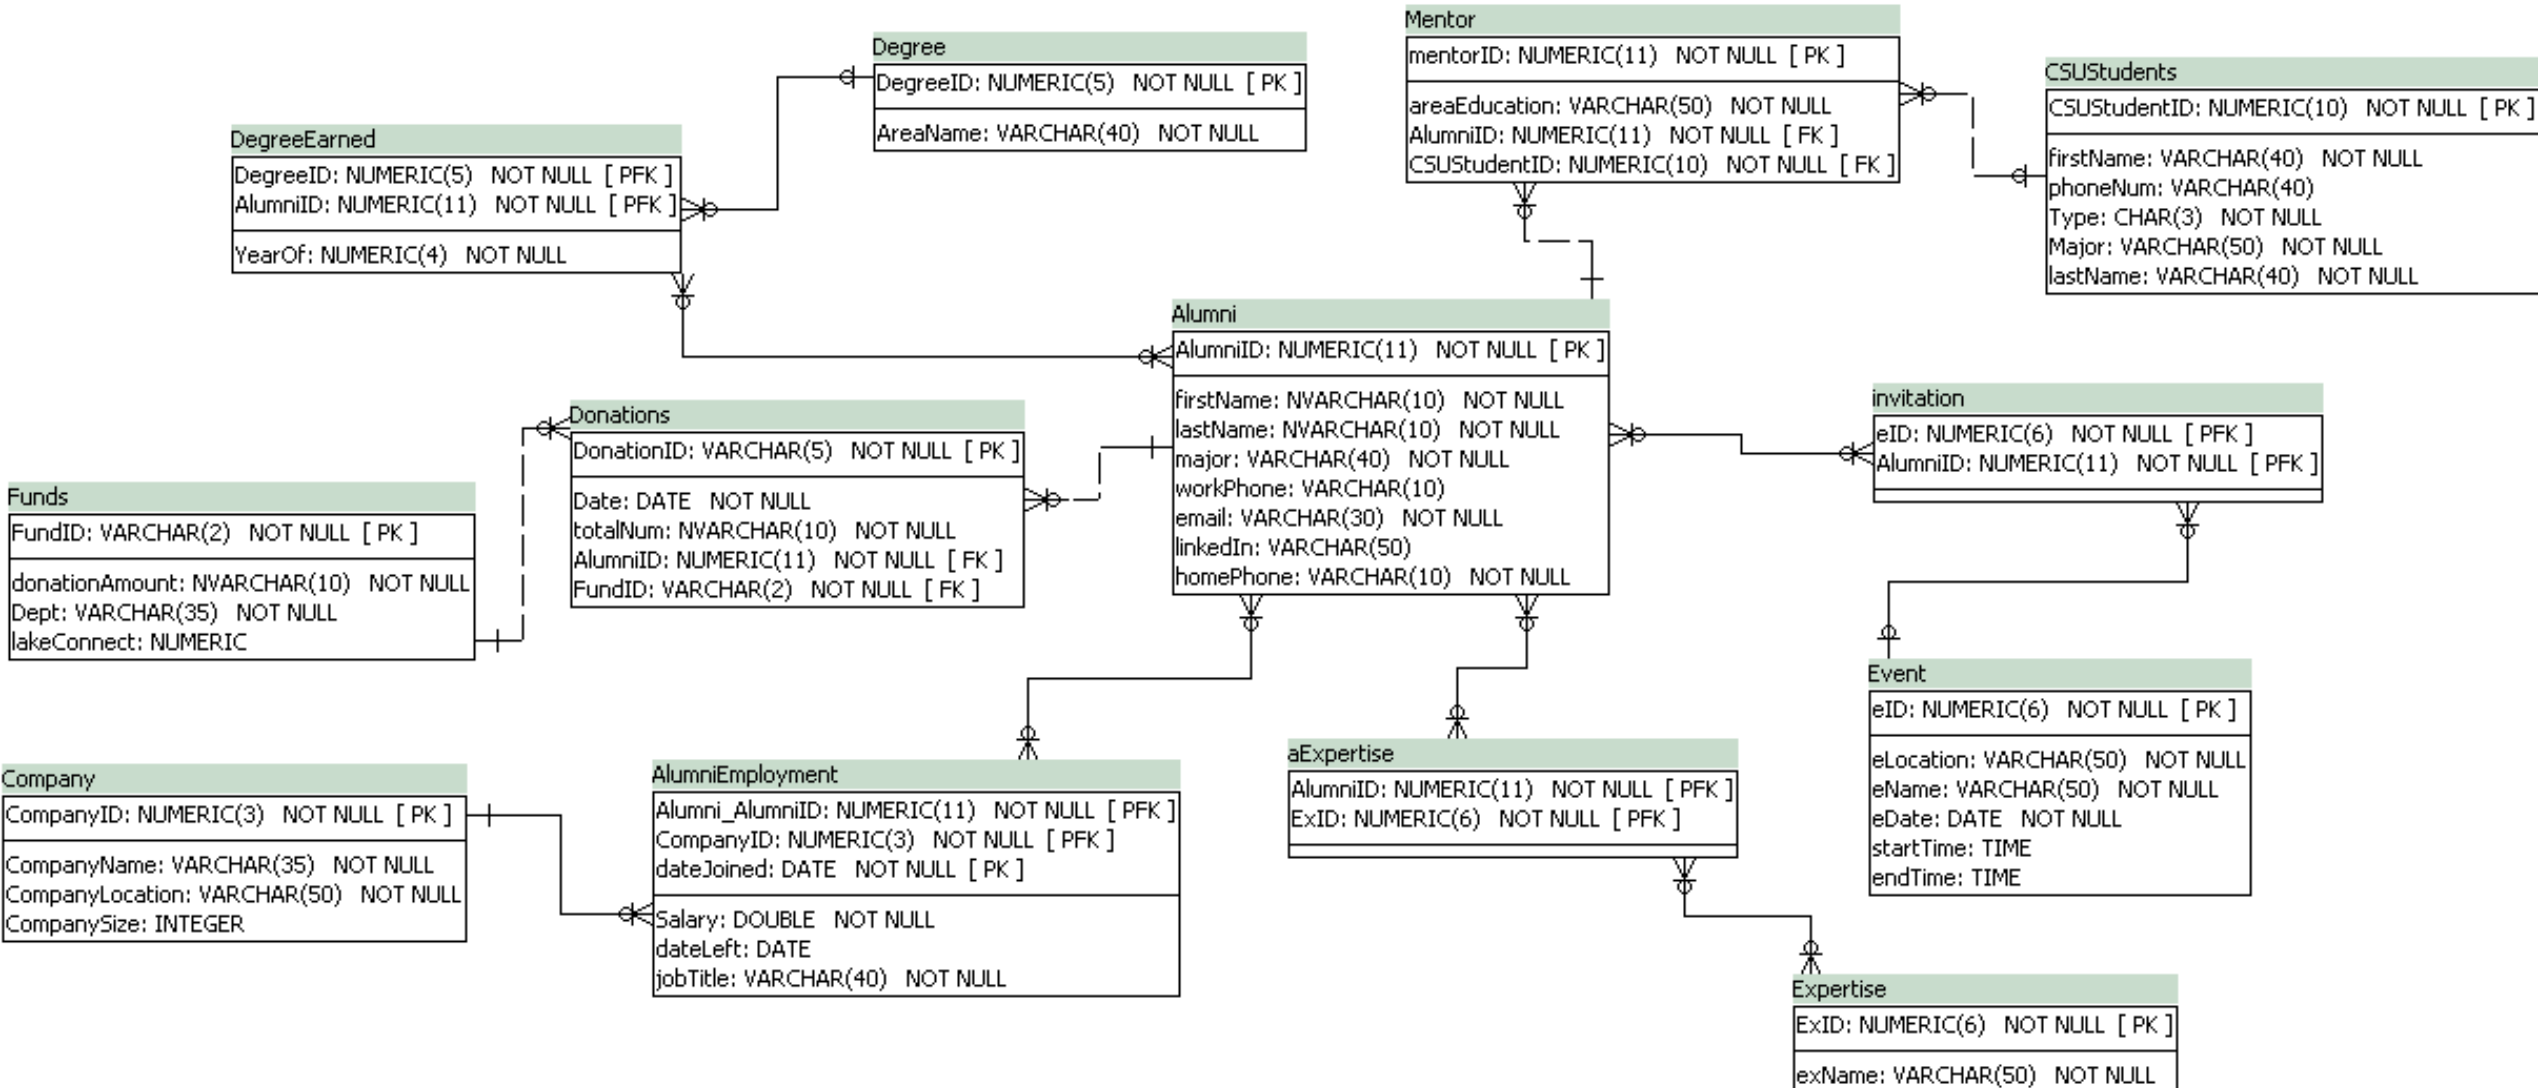 Mentor
mentorID: NUMERIC(11) NOT NULL [ PK ]
areaEducation: VARCHAR(50) NOT NULL
AlumniID: NUMERIC(11) NOT NULL [ FK ]
CSUStudentID: NUMERIC(10) NOT NULL [ FK ]
Degree
DegreeID: NUMERIC(5) NOT NULL [ PK ]
AreaName: VARCHAR(40) NOT NULL
CSUStudents
CSUStudentID: NUMERIC(10) NOT NULL [ PK ]
firstName: VARCHAR(40) NOT NULL
phoneNum: VARCHAR(40)
Type: CHAR(3) NOT NULL
Major: VARCHAR(50) NOT NULL
lastName: VARCHAR(40) NOT NULL
DegreeEarned
DegreeID: NUMERIC(5) NOT NULL [ PFK ]
AlumniID: NUMERIC(11) NOT NULL [ PFK ]
YearOf: NUMERIC(4) NOT NULL
Alumni
AlumniID: NUMERIC(11) NOT NULL [ PK ]
firstName: NVARCHAR(10) NOT NULL
lastName: NVARCHAR(10) NOT NULL
major: VARCHAR(40) NOT NULL
workPhone: VARCHAR(10)
email: VARCHAR(30) NOT NULL
linkedIn: VARCHAR(50)
homePhone: VARCHAR(10) NOT NULL
invitation
eID: NUMERIC(6) NOT NULL [ PFK ]
AlumniID: NUMERIC(11) NOT NULL [ PFK ]
Donations
DonationID: VARCHAR(5) NOT NULL [ PK ]
Date: DATE NOT NULL
totalNum: NVARCHAR(10) NOT NULL
AlumniID: NUMERIC(11) NOT NULL [ FK ]
FundID: VARCHAR(2) NOT NULL [ FK ]
Funds
FundID: VARCHAR(2) NOT NULL [ PK ]
donationAmount: NVARCHAR(10) NOT NULL
Dept: VARCHAR(35) NOT NULL
lakeConnect: NUMERIC
Event
eID: NUMERIC(6) NOT NULL [ PK ]
eLocation: VARCHAR(50) NOT NULL
eName: VARCHAR(50) NOT NULL
eDate: DATE NOT NULL
startTime: TIME
endTime: TIME
Company
CompanyID: NUMERIC(3) NOT NULL [ PK ]
CompanyName: VARCHAR(35) NOT NULL
CompanyLocation: VARCHAR(50) NOT NULL
CompanySize: INTEGER
AlumniEmployment
Alumni_AlumniID: NUMERIC(11) NOT NULL [ PFK ]
CompanyID: NUMERIC(3) NOT NULL [ PFK ]
dateJoined: DATE NOT NULL [ PK ]
Salary: DOUBLE NOT NULL
dateLeft: DATE
jobTitle: VARCHAR(40) NOT NULL
aExpertise
AlumniID: NUMERIC(11) NOT NULL [ PFK ]
ExID: NUMERIC(6) NOT NULL [ PFK ]
Expertise
ExID: NUMERIC(6) NOT NULL [ PK ]
exName: VARCHAR(50) NOT NULL